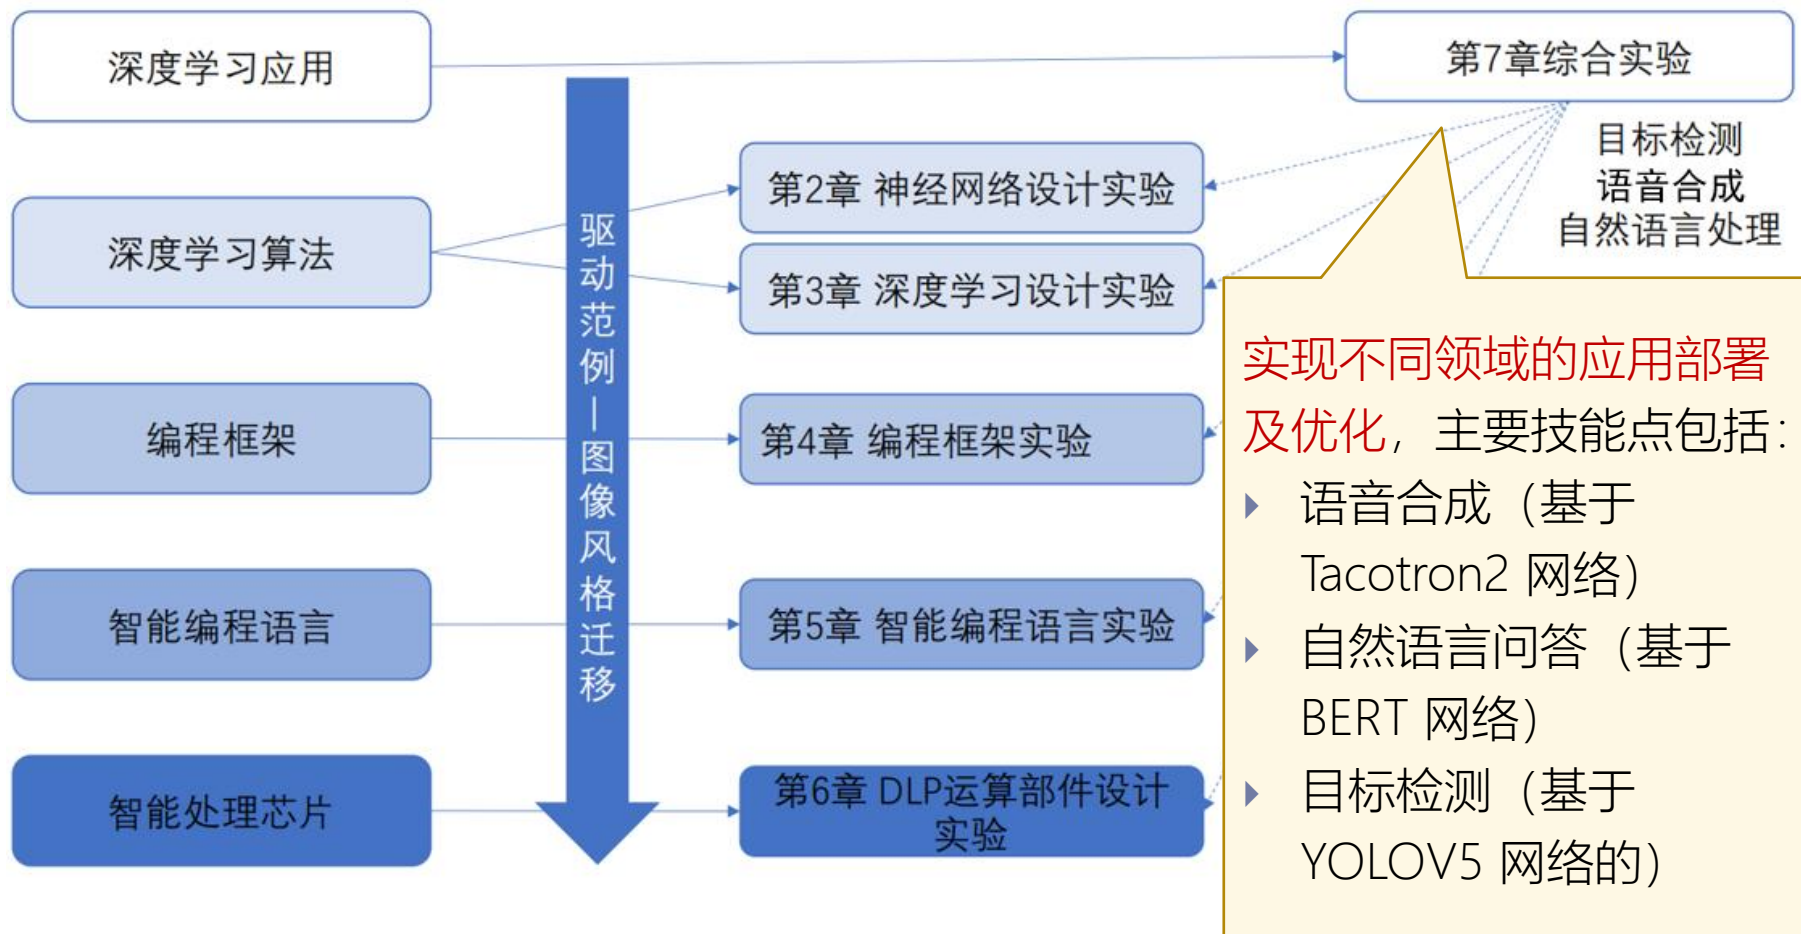 深度学习应用
第7章综合实验
目标检测
语音合成
自然语言处理
深度学习算法
第2章 神经网络设计实验
第3章 深度学习设计实验
驱动范例—图像风格迁移
编程框架
第4章 编程框架实验
智能编程语言
第5章 智能编程语言实验
智能处理芯片
第6章 DLP运算部件设计
实验
实现不同领域的应用部署
及优化，主要技能点包括：
语音合成（基于
Tacotron2 网络）
自然语言问答（基于
BERT 网络）
目标检测（基于
YOLOV5 网络的）